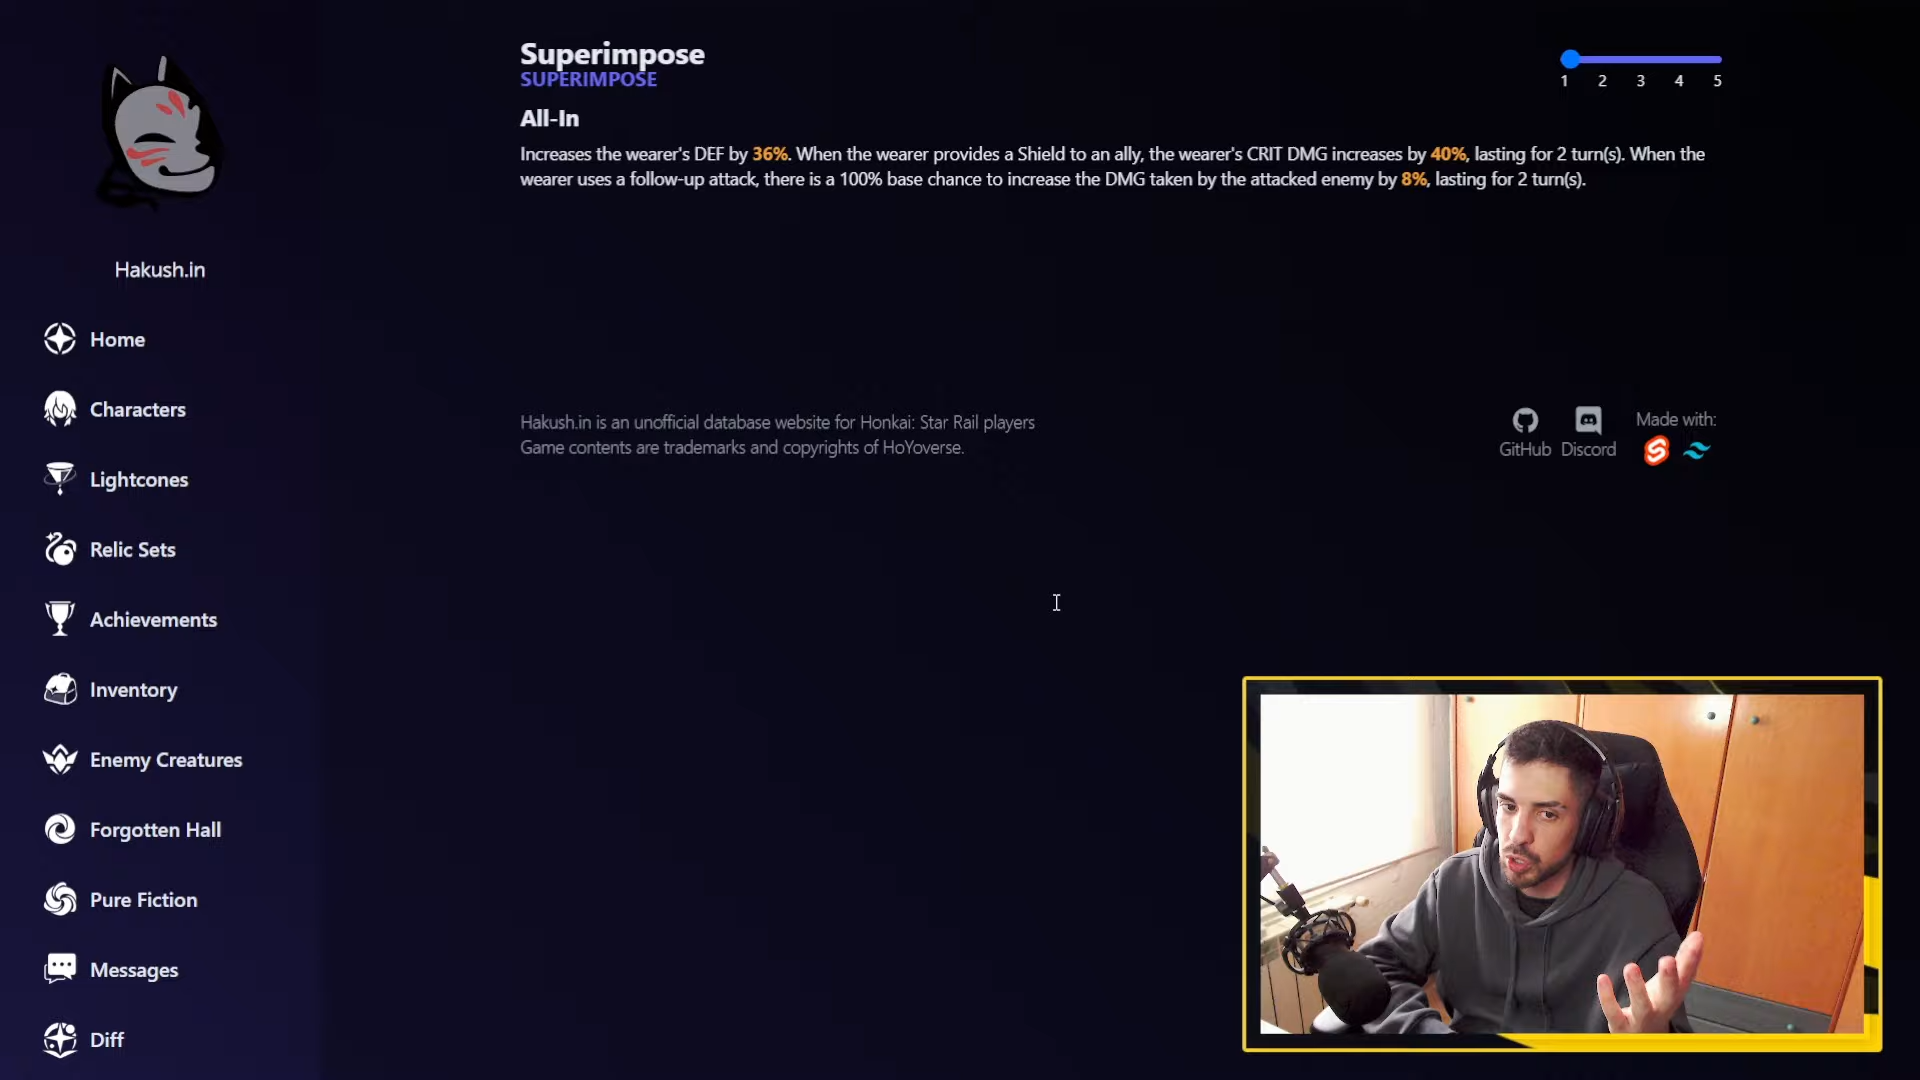 Superimpose
SUPERIMPOSE
1 2 3 4 5
All-In
Increases the wearer's DEF by 36%. When the wearer provides a Shield to an ally, the wearer's CRIT DMG increases by 40%, lasting for 2 turn(s). When the
wearer uses a follow-up attack, there is a 100% base chance to increase the DMG taken by the attacked enemy by 8%, lasting for 2 turn(s).
Hakush.in
Home
Characters
Lightcones
Relic Sets
Achievements
Inventory
Enemy Creatures
Forgotten Hall
Pure Fiction
Messages
Diff
Hakush.in is an unofficial database website for Honkai: Star Rail players
Game contents are trademarks and copyrights of HoYoverse.
GitHub
Discord
Made with: